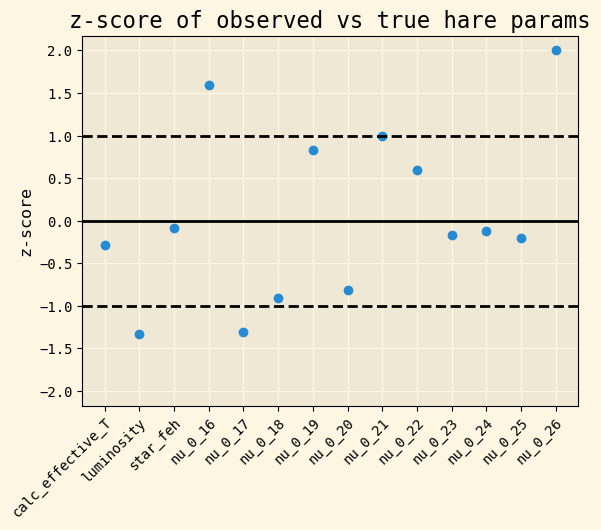 z-score of observed vs true hare params
2.0
1.5
1.0
0.5
0.0
−0.5
−1.0
−1.5
−2.0
z-score
calc_effective_T
luminosity
star_feh
nu_0_16
nu_0_17
nu_0_18
nu_0_19
nu_0_20
nu_0_21
nu_0_22
nu_0_23
nu_0_24
nu_0_25
nu_0_26